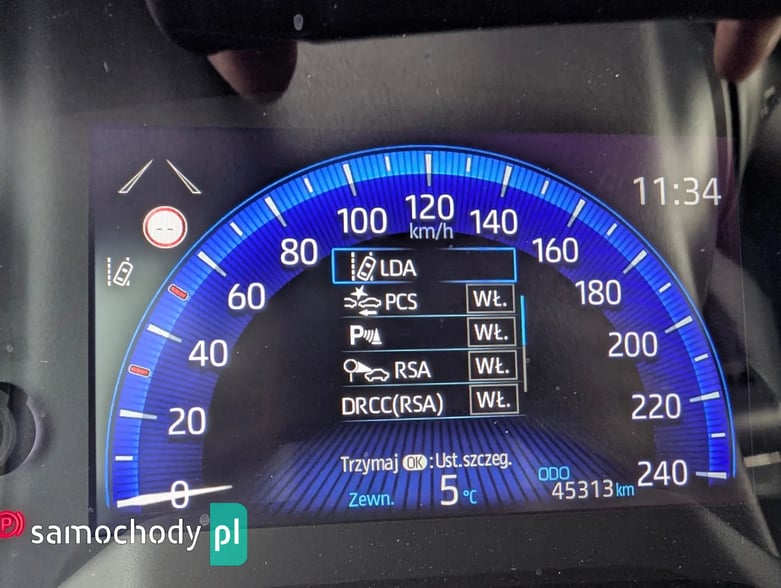 11:34
120
100
140
km/h
80
160
LDA
60
PCS WŁ.
180
P WŁ.
40
200
RSA WŁ.
DRCC(RSA) WŁ.
20
220
Trzymaj OK :Ust.szczeg.
0
Zewn. 5 °C
ODO
45313 km
240
P samochody pl